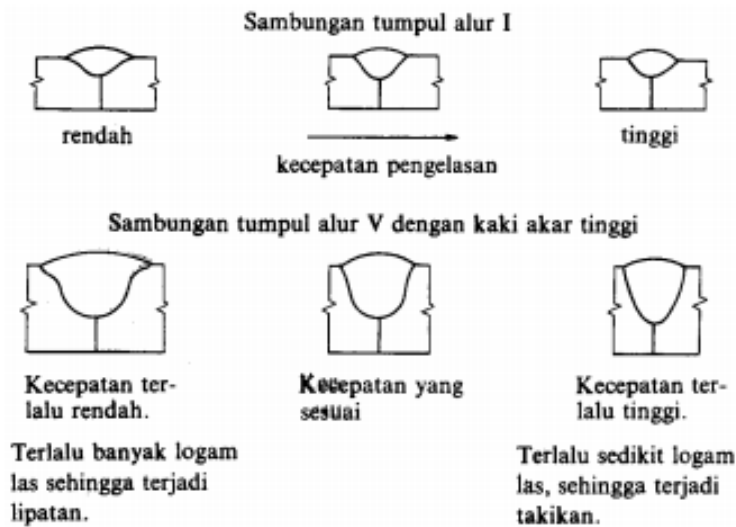 Sambungan tumpul alur I
rendah
kecepatan pengelasan
tinggi
Sambungan tumpul alur V dengan kaki akar tinggi
Kecepatan ter-
lalu rendah.
Terlalu banyak logam
las sehingga terjadi
lipatan.
Kecepatan yang
sesuai
Kecepatan ter-
lalu tinggi.
Terlalu sedikit logam
las, sehingga terjadi
takikan.